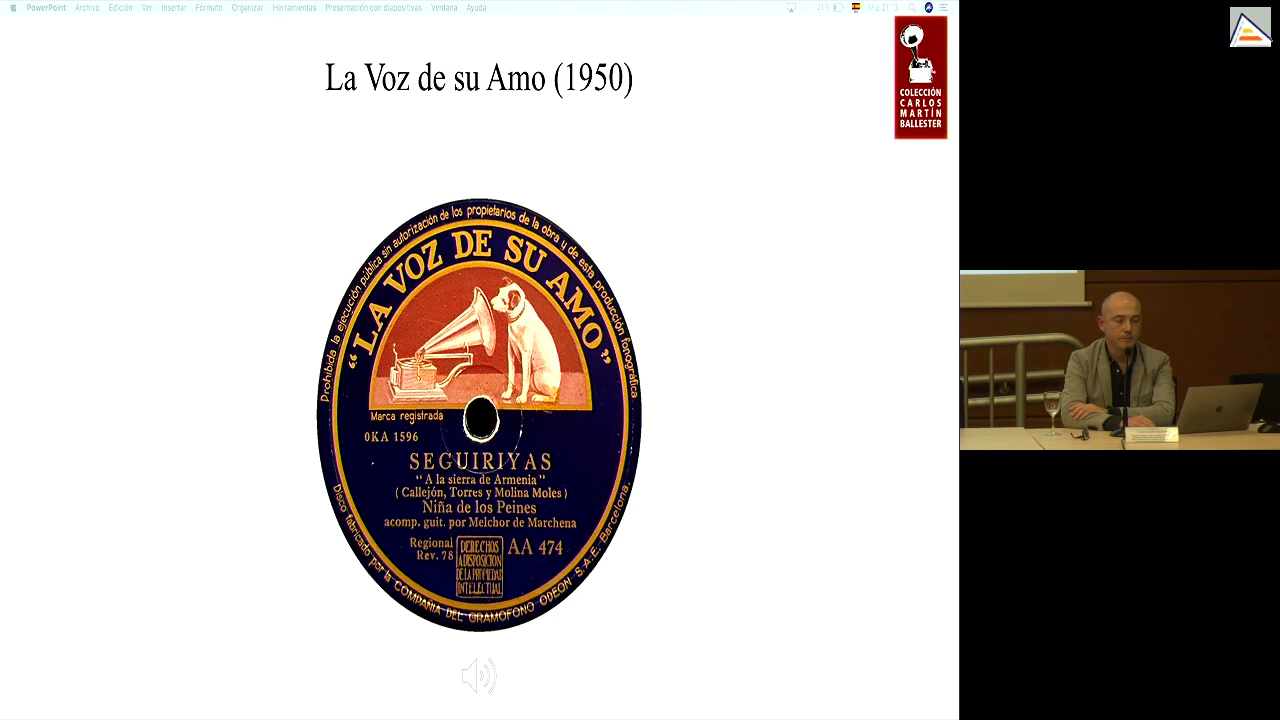 PowerPoint Archivo Edición Ver Insertar Formato Organizar Herramientas Presentación con diapositivas Ventana Ayuda
La Voz de su Amo (1950)
COLECCIÓN
CARLOS
MARTÍN
BALLESTER
Prohibida la ejecución pública sin autorización de los propietarios de la obra y de esta producción fonográfica
“LA VOZ DE SU AMO”
Marca registrada
0KA 1596
SEGUIRIYAS
“A la sierra de Armenia”
(Callejón, Torres y Molina Moles)
Niña de los Peines
acomp. guit. por Melchor de Marchena
Regional
Rev. 78
DERECHOS
A DISPOSICION
DE LA PROPIEDAD
INTELECTUAL
AA 474
Disco fabricado por la COMPAÑIA DEL GRAMOFONO ODEON S.A.E. Barcelona.